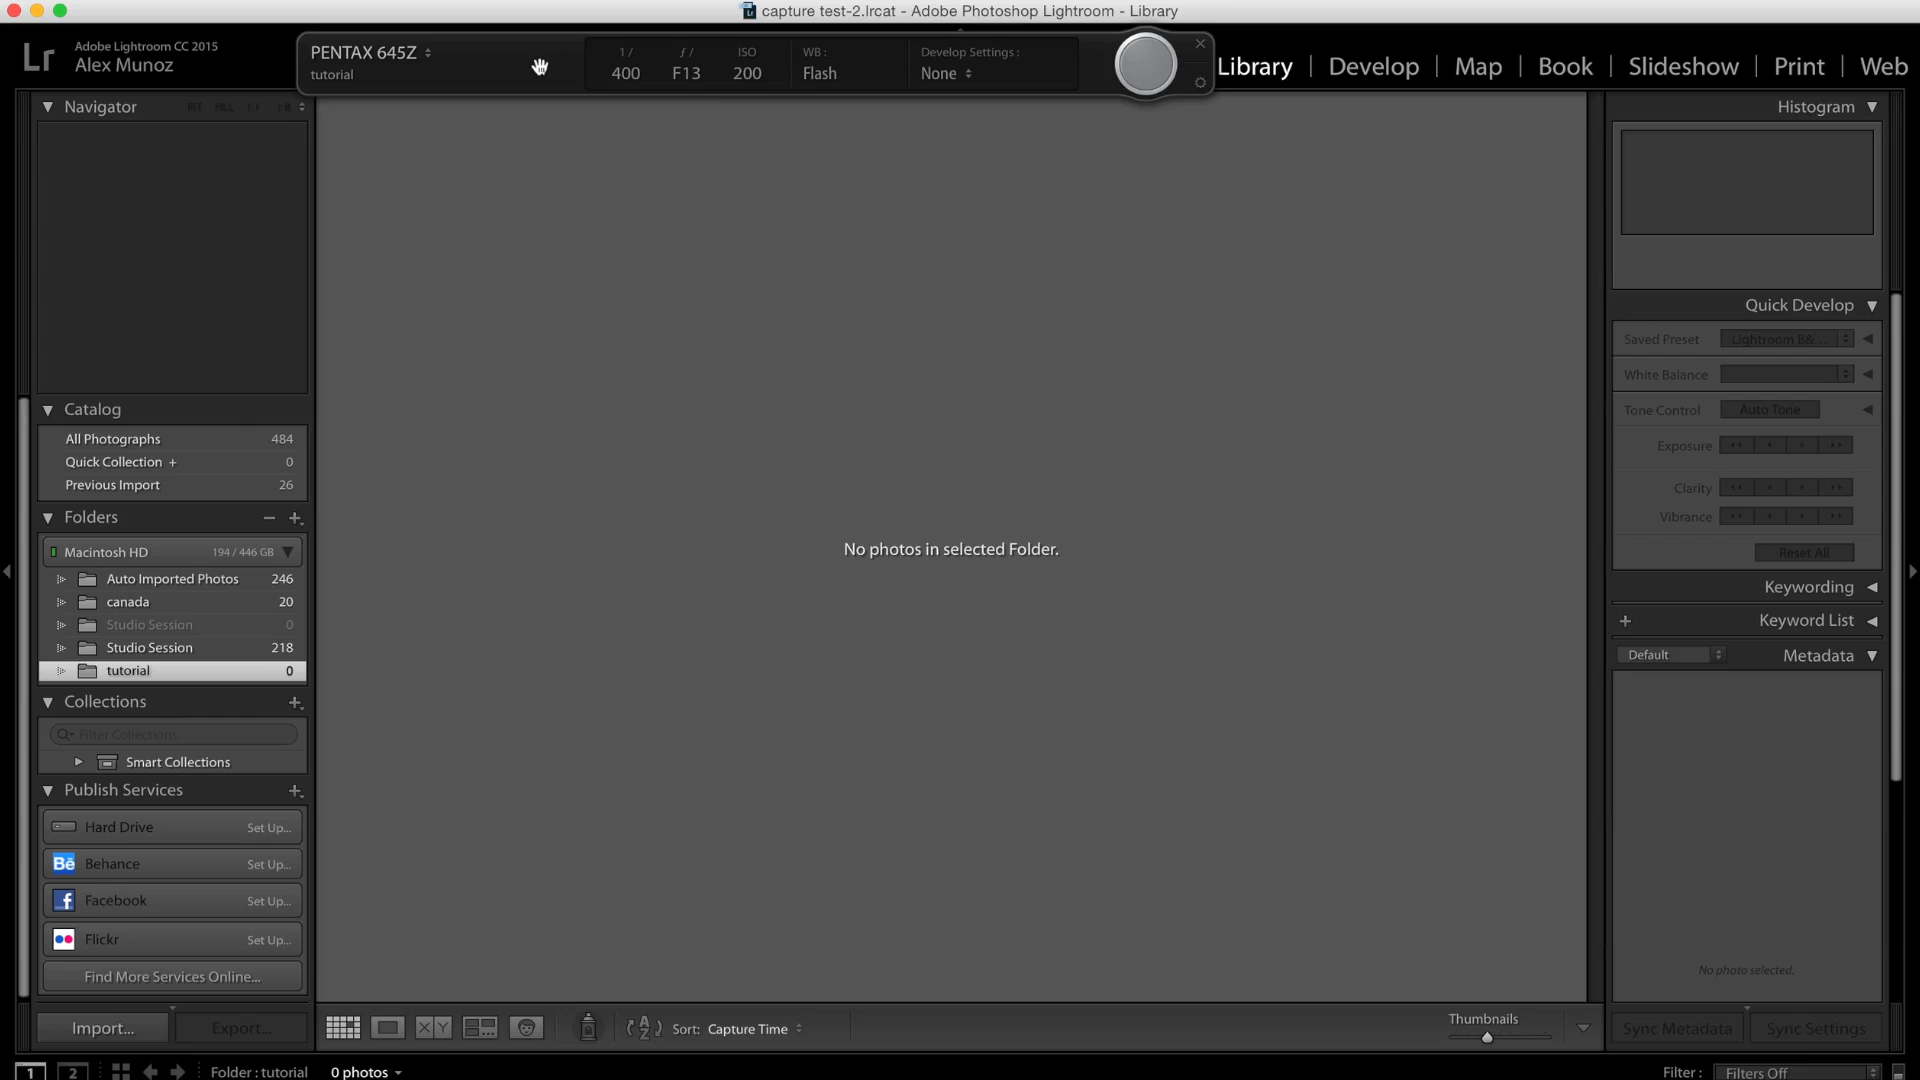 capture test-2.lrcat - Adobe Photoshop Lightroom - Library
Lr
Adobe Lightroom CC 2015
Alex Munoz
PENTAX 645Z
tutorial
1/
400
ƒ/
F13
ISO
200
WB :
Flash
Develop Settings :
None
Library | Develop | Map | Book | Slideshow | Print | Web
Navigator
FIT FILL 1:1
Catalog
All Photographs 484
Quick Collection + 0
Previous Import 26
Folders
Macintosh HD 194 / 446 GB
Auto Imported Photos 246
canada 20
Studio Session 0
Studio Session 218
tutorial 0
Collections
Filter Collections
Smart Collections
Publish Services
Hard Drive Set Up...
Bē Behance Set Up...
f Facebook Set Up...
Flickr Set Up...
Find More Services Online...
Import... Export...
No photos in selected Folder.
X Y
Sort: Capture Time
Thumbnails
Histogram
Quick Develop
Saved Preset Lightroom B&...
White Balance
Tone Control Auto Tone
Exposure
Clarity
Vibrance
Reset All
Keywording
Keyword List
Default Metadata
No photo selected.
Sync Metadata Sync Settings
1 2 Folder : tutorial 0 photos
Filter : Filters Off